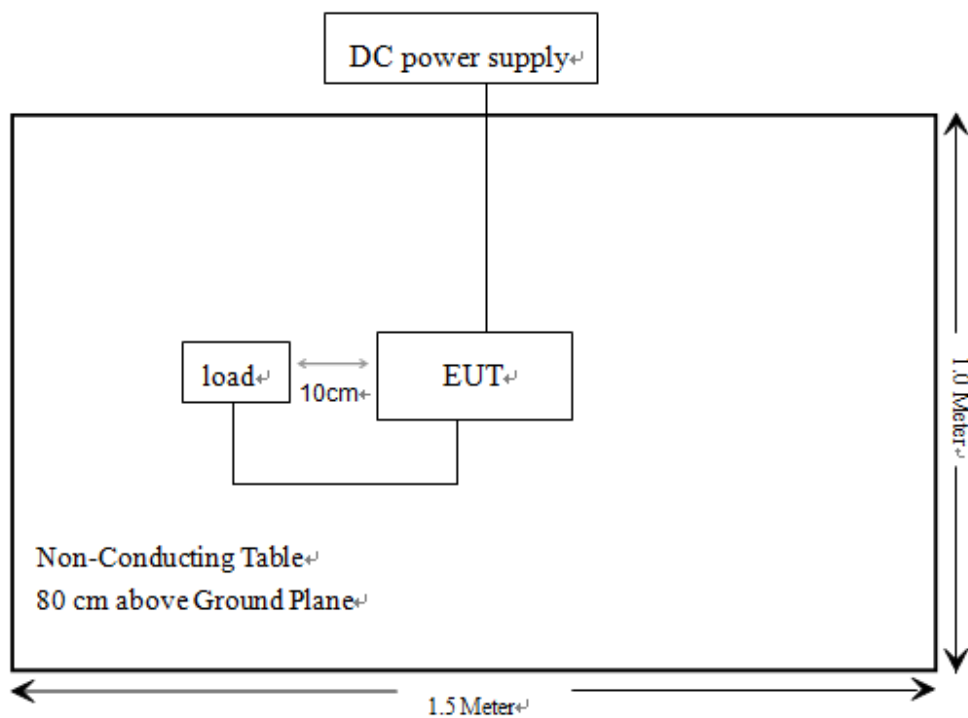 DC power supply↵
load↵
10cm↵
EUT↵
1.0 Meter↵
Non-Conducting Table↵
80 cm above Ground Plane↵
1.5 Meter↵